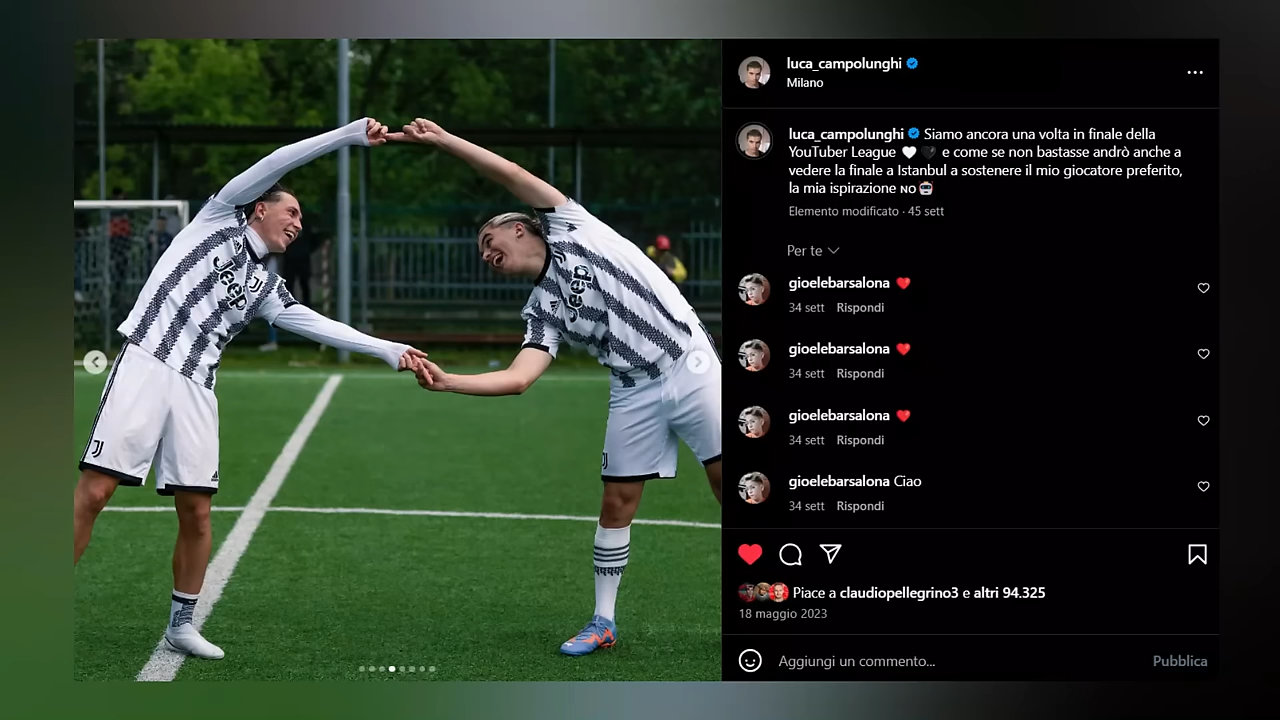 luca_campolunghi
Milano
luca_campolunghi Siamo ancora una volta in finale della
YouTuber League 🤍 🖤 e come se non bastasse andrò anche a
vedere la finale a Istanbul a sostenere il mio giocatore preferito,
la mia ispirazione NO
Elemento modificato · 45 sett
Per te
gioelebarsalona ❤️
34 sett Rispondi
gioelebarsalona ❤️
34 sett Rispondi
gioelebarsalona ❤️
34 sett Rispondi
gioelebarsalona Ciao
34 sett Rispondi
Piace a claudiopellegrino3 e altri 94.325
18 maggio 2023
Aggiungi un commento...
Pubblica
Jeep
Jeep